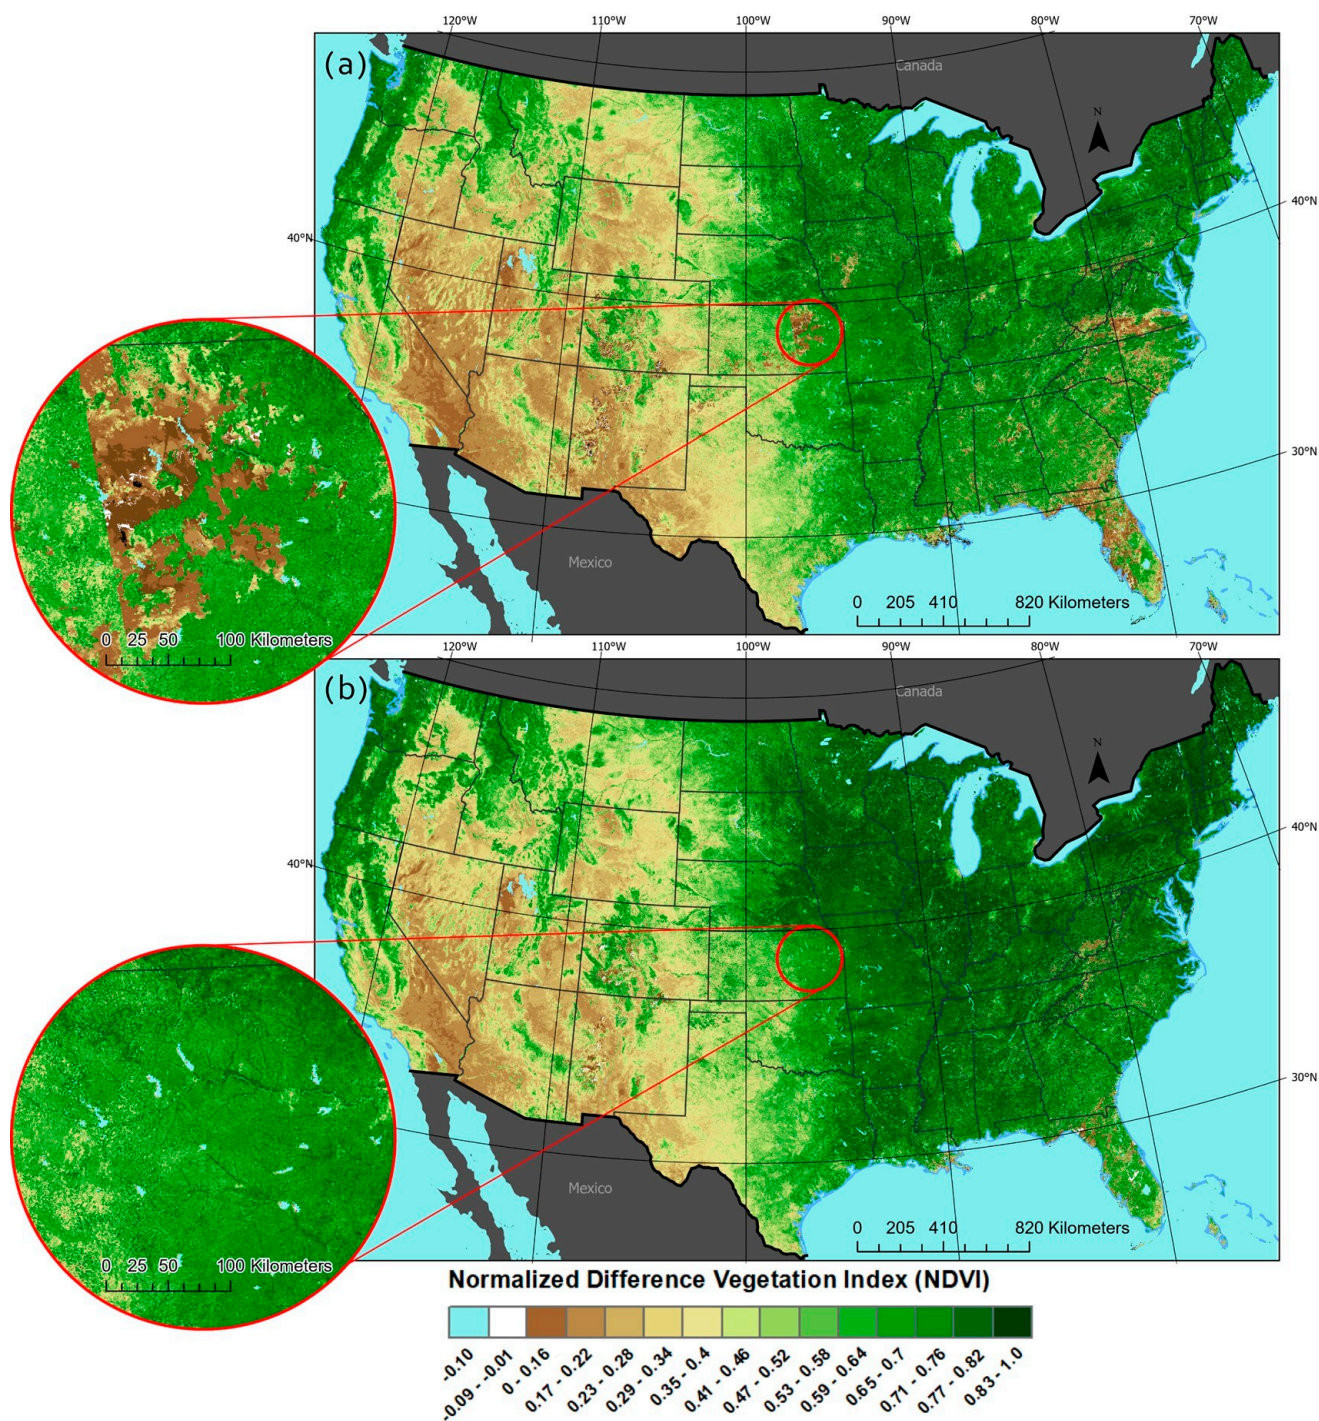 120°W 110°W 100°W 90°W 80°W 70°W
(a)
Canada
N
40°N 40°N
30°N
Mexico
0 205 410 820 Kilometers
0 25 50 100 Kilometers
120°W 110°W 100°W 90°W 80°W 70°W
(b)
Canada
N
40°N 40°N
30°N
Mexico
0 205 410 820 Kilometers
0 25 50 100 Kilometers
Normalized Difference Vegetation Index (NDVI)
-0.10
-0.09 - -0.01
0 - 0.16
0.17 - 0.22
0.23 - 0.28
0.29 - 0.34
0.35 - 0.4
0.41 - 0.46
0.47 - 0.52
0.53 - 0.58
0.59 - 0.64
0.65 - 0.7
0.71 - 0.76
0.77 - 0.82
0.83 - 1.0